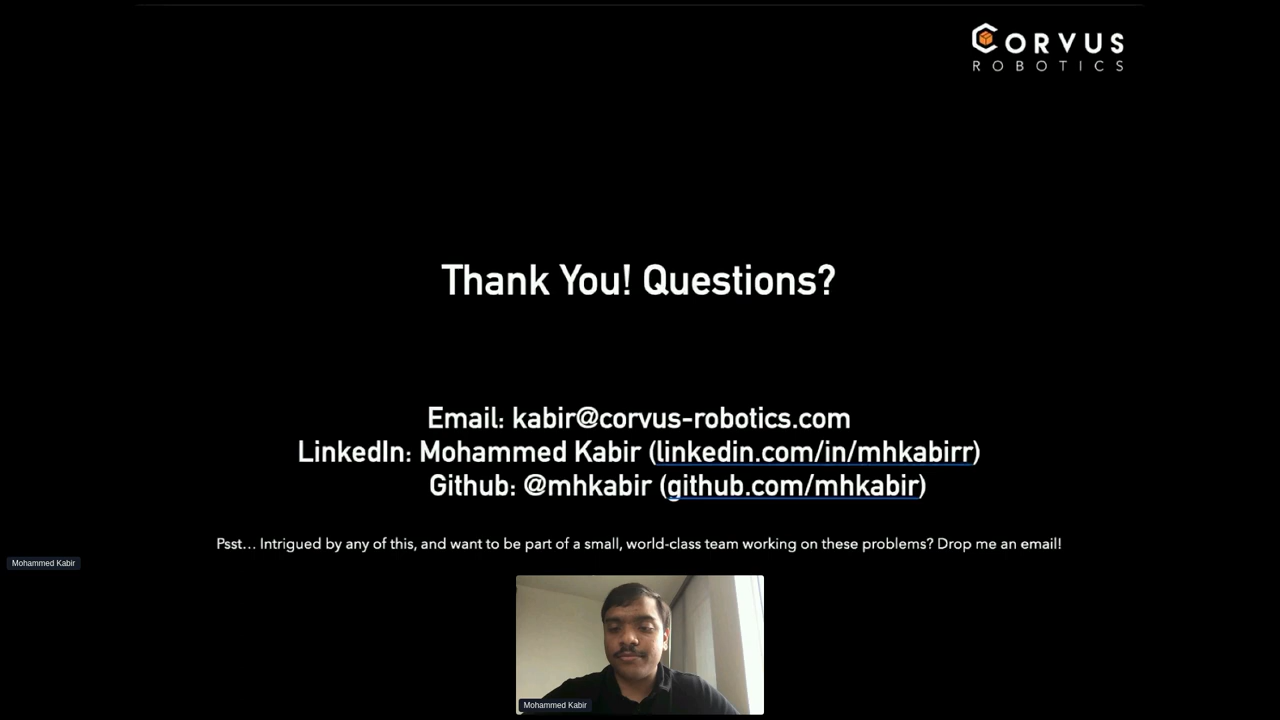 CORVUS
ROBOTICS
Thank You! Questions?
Email: kabir@corvus-robotics.com
LinkedIn: Mohammed Kabir (linkedin.com/in/mhkabirr)
Github: @mhkabir (github.com/mhkabir)
Psst... Intrigued by any of this, and want to be part of a small, world-class team working on these problems? Drop me an email!
Mohammed Kabir
Mohammed Kabir